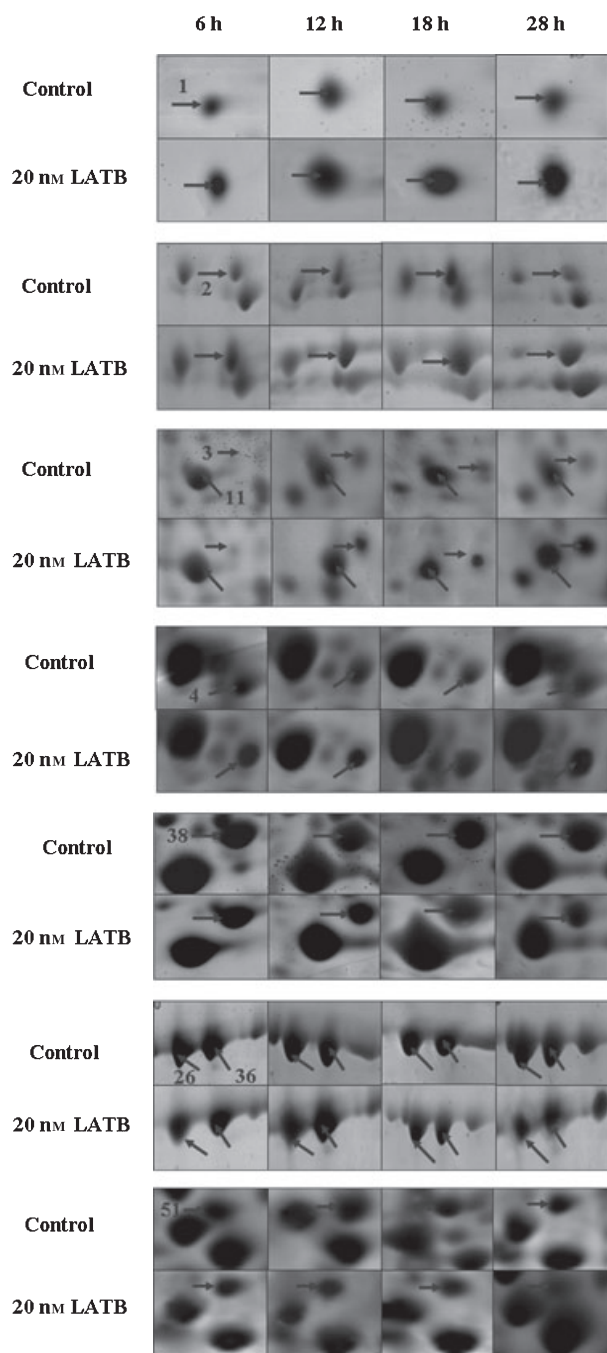 6 h 12 h 18 h 28 h
Control
1
20 nM LATB
Control
2
20 nM LATB
Control
3
11
20 nM LATB
Control
4
20 nM LATB
Control
38
20 nM LATB
Control
26 36
20 nM LATB
Control
51
20 nM LATB